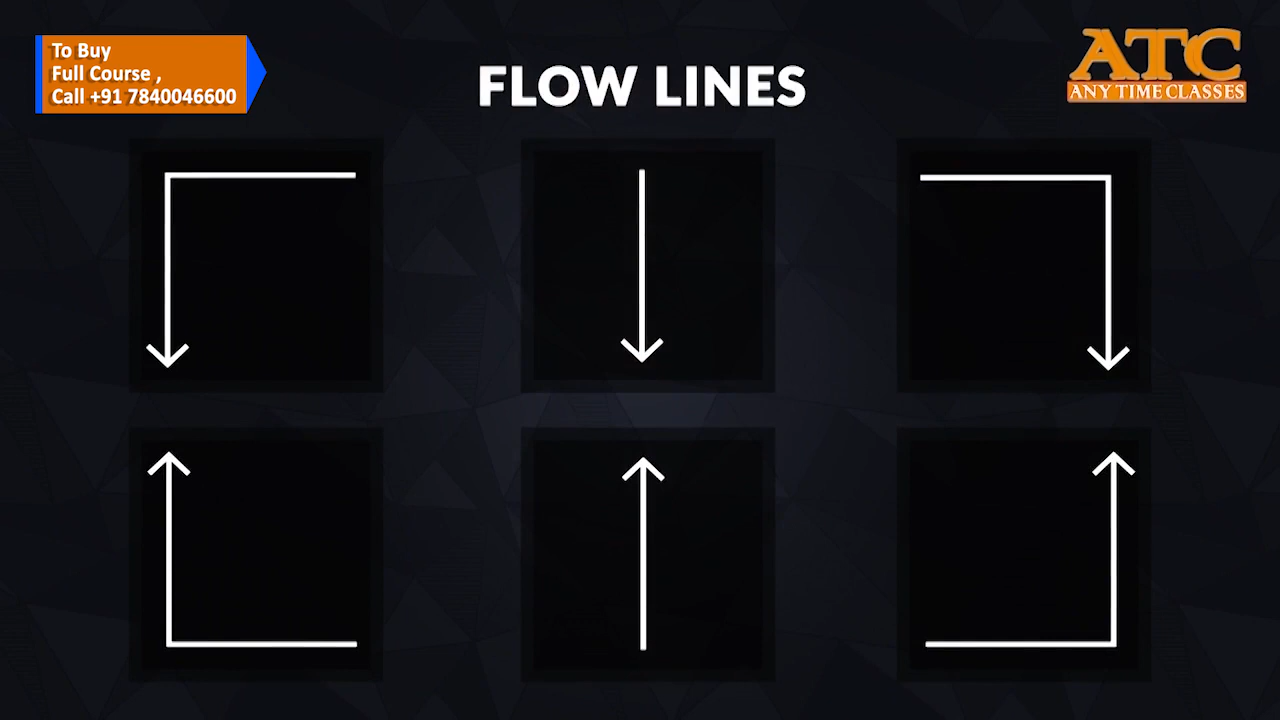 To Buy
Full Course ,
Call +91 7840046600
FLOW LINES
ATC
ANY TIME CLASSES